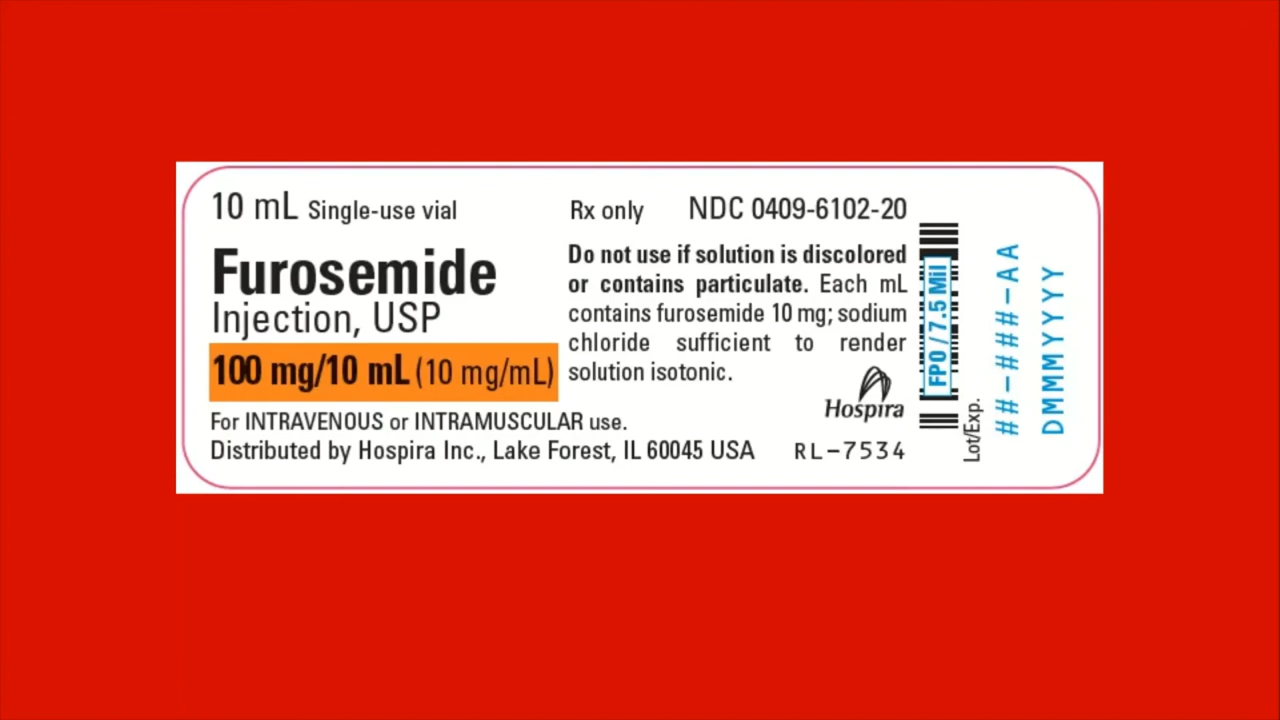 10 mL Single-use vial
Furosemide
Injection, USP
100 mg/10 mL (10 mg/mL)
For INTRAVENOUS or INTRAMUSCULAR use.
Distributed by Hospira Inc., Lake Forest, IL 60045 USA
Rx only NDC 0409-6102-20
Do not use if solution is discolored
or contains particulate. Each mL
contains furosemide 10 mg; sodium
chloride sufficient to render
solution isotonic.
Hospira
RL-7534
FPO / 7.5 Mil
Lot/Exp.
##-###-AA
DMMMYYYY